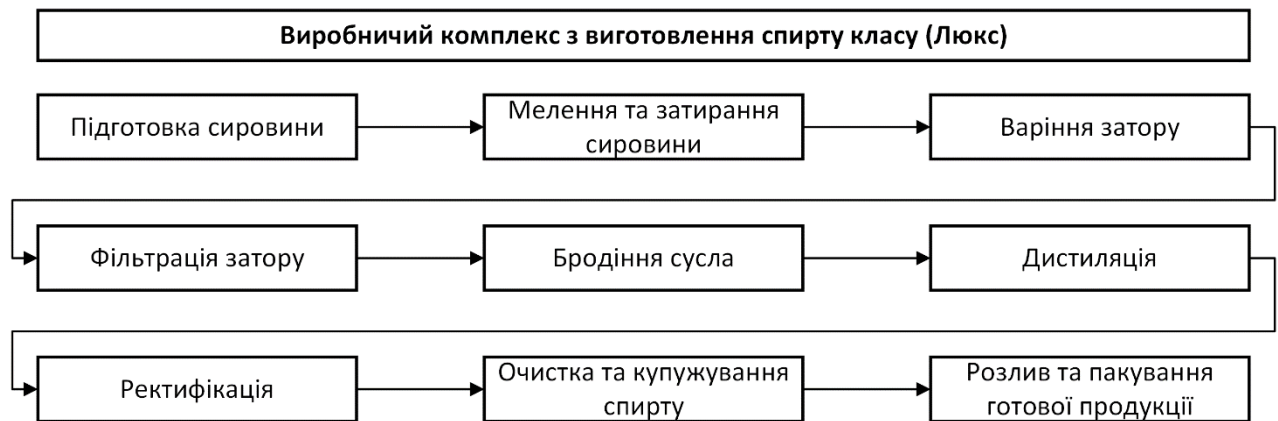 Виробничий комплекс з виготовлення спирту класу (Люкс)
Підготовка сировини
Мелення та затирання
сировини
Варіння затору
Фільтрація затору
Бродіння сусла
Дистиляція
Ректифікація
Очистка та купужування
спирту
Розлив та пакування
готової продукції